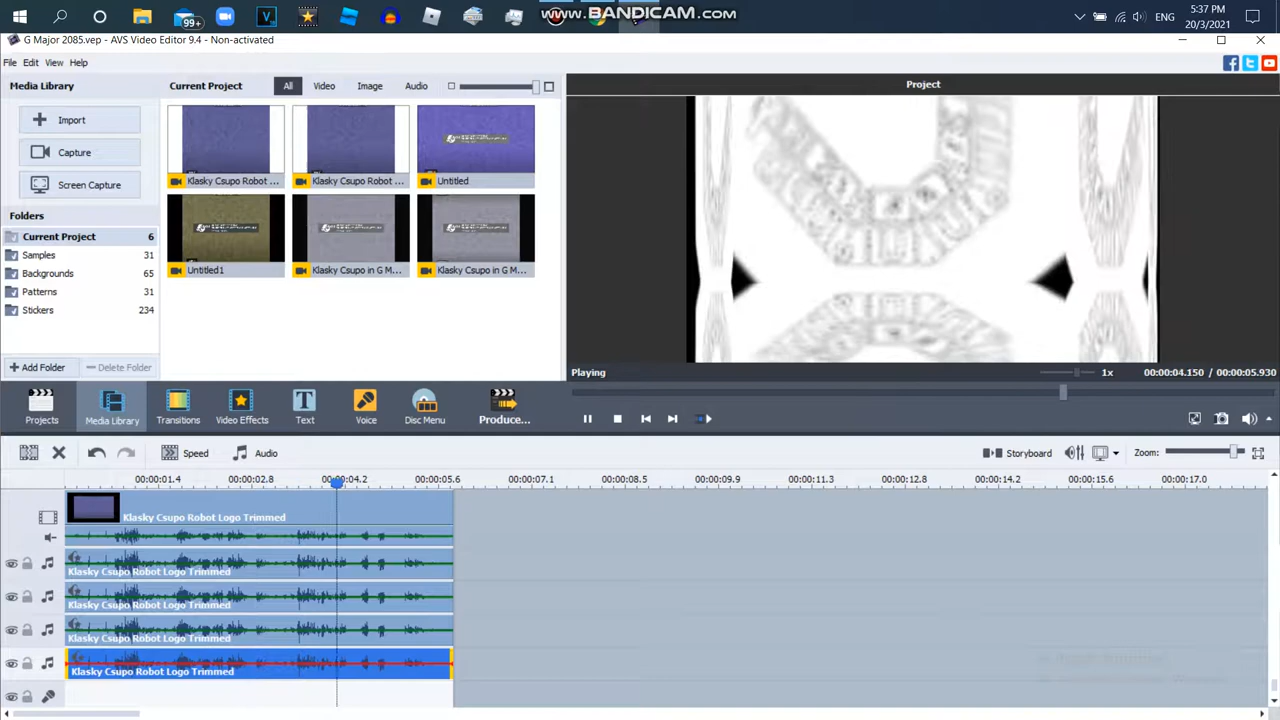 99+
www.BANDICAM.com
ENG
5:37 PM
20/3/2021
G Major 2085.vep - AVS Video Editor 9.4 - Non-activated
File Edit View Help
Media Library
Import
Capture
Screen Capture
Folders
Current Project 6
Samples 31
Backgrounds 65
Patterns 31
Stickers 234
Add Folder
Delete Folder
Current Project
All Video Image Audio
Klasky Csupo Robot ...
Klasky Csupo Robot ...
Untitled
Untitled1
Klasky Csupo in G M...
Klasky Csupo in G M...
Project
Playing
1x
00:00:04.150 / 00:00:05.930
Projects
Media Library
Transitions
Video Effects
Text
Voice
Disc Menu
Produce...
Speed
Audio
Storyboard
Zoom:
00:00:01.4 00:00:02.8 00:00:04.2 00:00:05.6 00:00:07.1 00:00:08.5 00:00:09.9 00:00:11.3 00:00:12.8 00:00:14.2 00:00:15.6 00:00:17.0
Klasky Csupo Robot Logo Trimmed
Klasky Csupo Robot Logo Trimmed
Klasky Csupo Robot Logo Trimmed
Klasky Csupo Robot Logo Trimmed
Klasky Csupo Robot Logo Trimmed